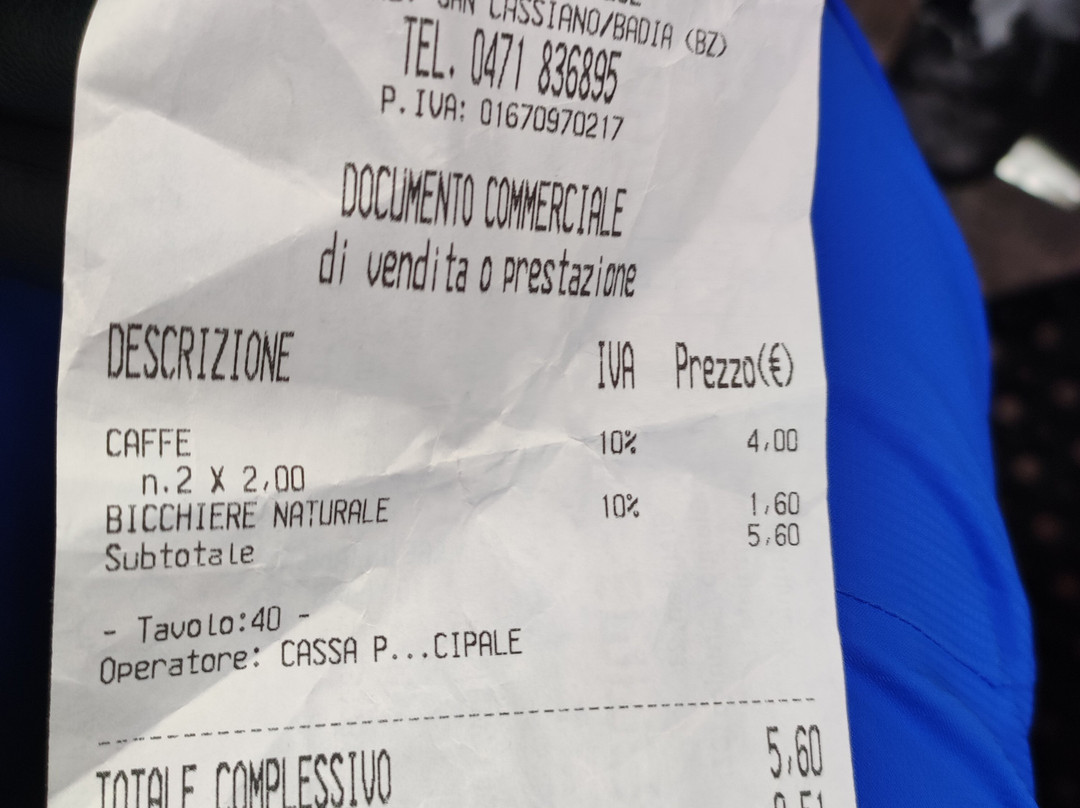 SAN CASSIANO/BADIA (BZ)
TEL. 0471 836895
P.IVA: 01670970217
DOCUMENTO COMMERCIALE
di vendita o prestazione
DESCRIZIONE IVA Prezzo(€)
CAFFE 10% 4,00
n.2 X 2,00
BICCHIERE NATURALE 10% 1,60
Subtotale 5,60
- Tavolo:40 -
Operatore: CASSA P...CIPALE
TOTALE COMPLESSIVO 5,60